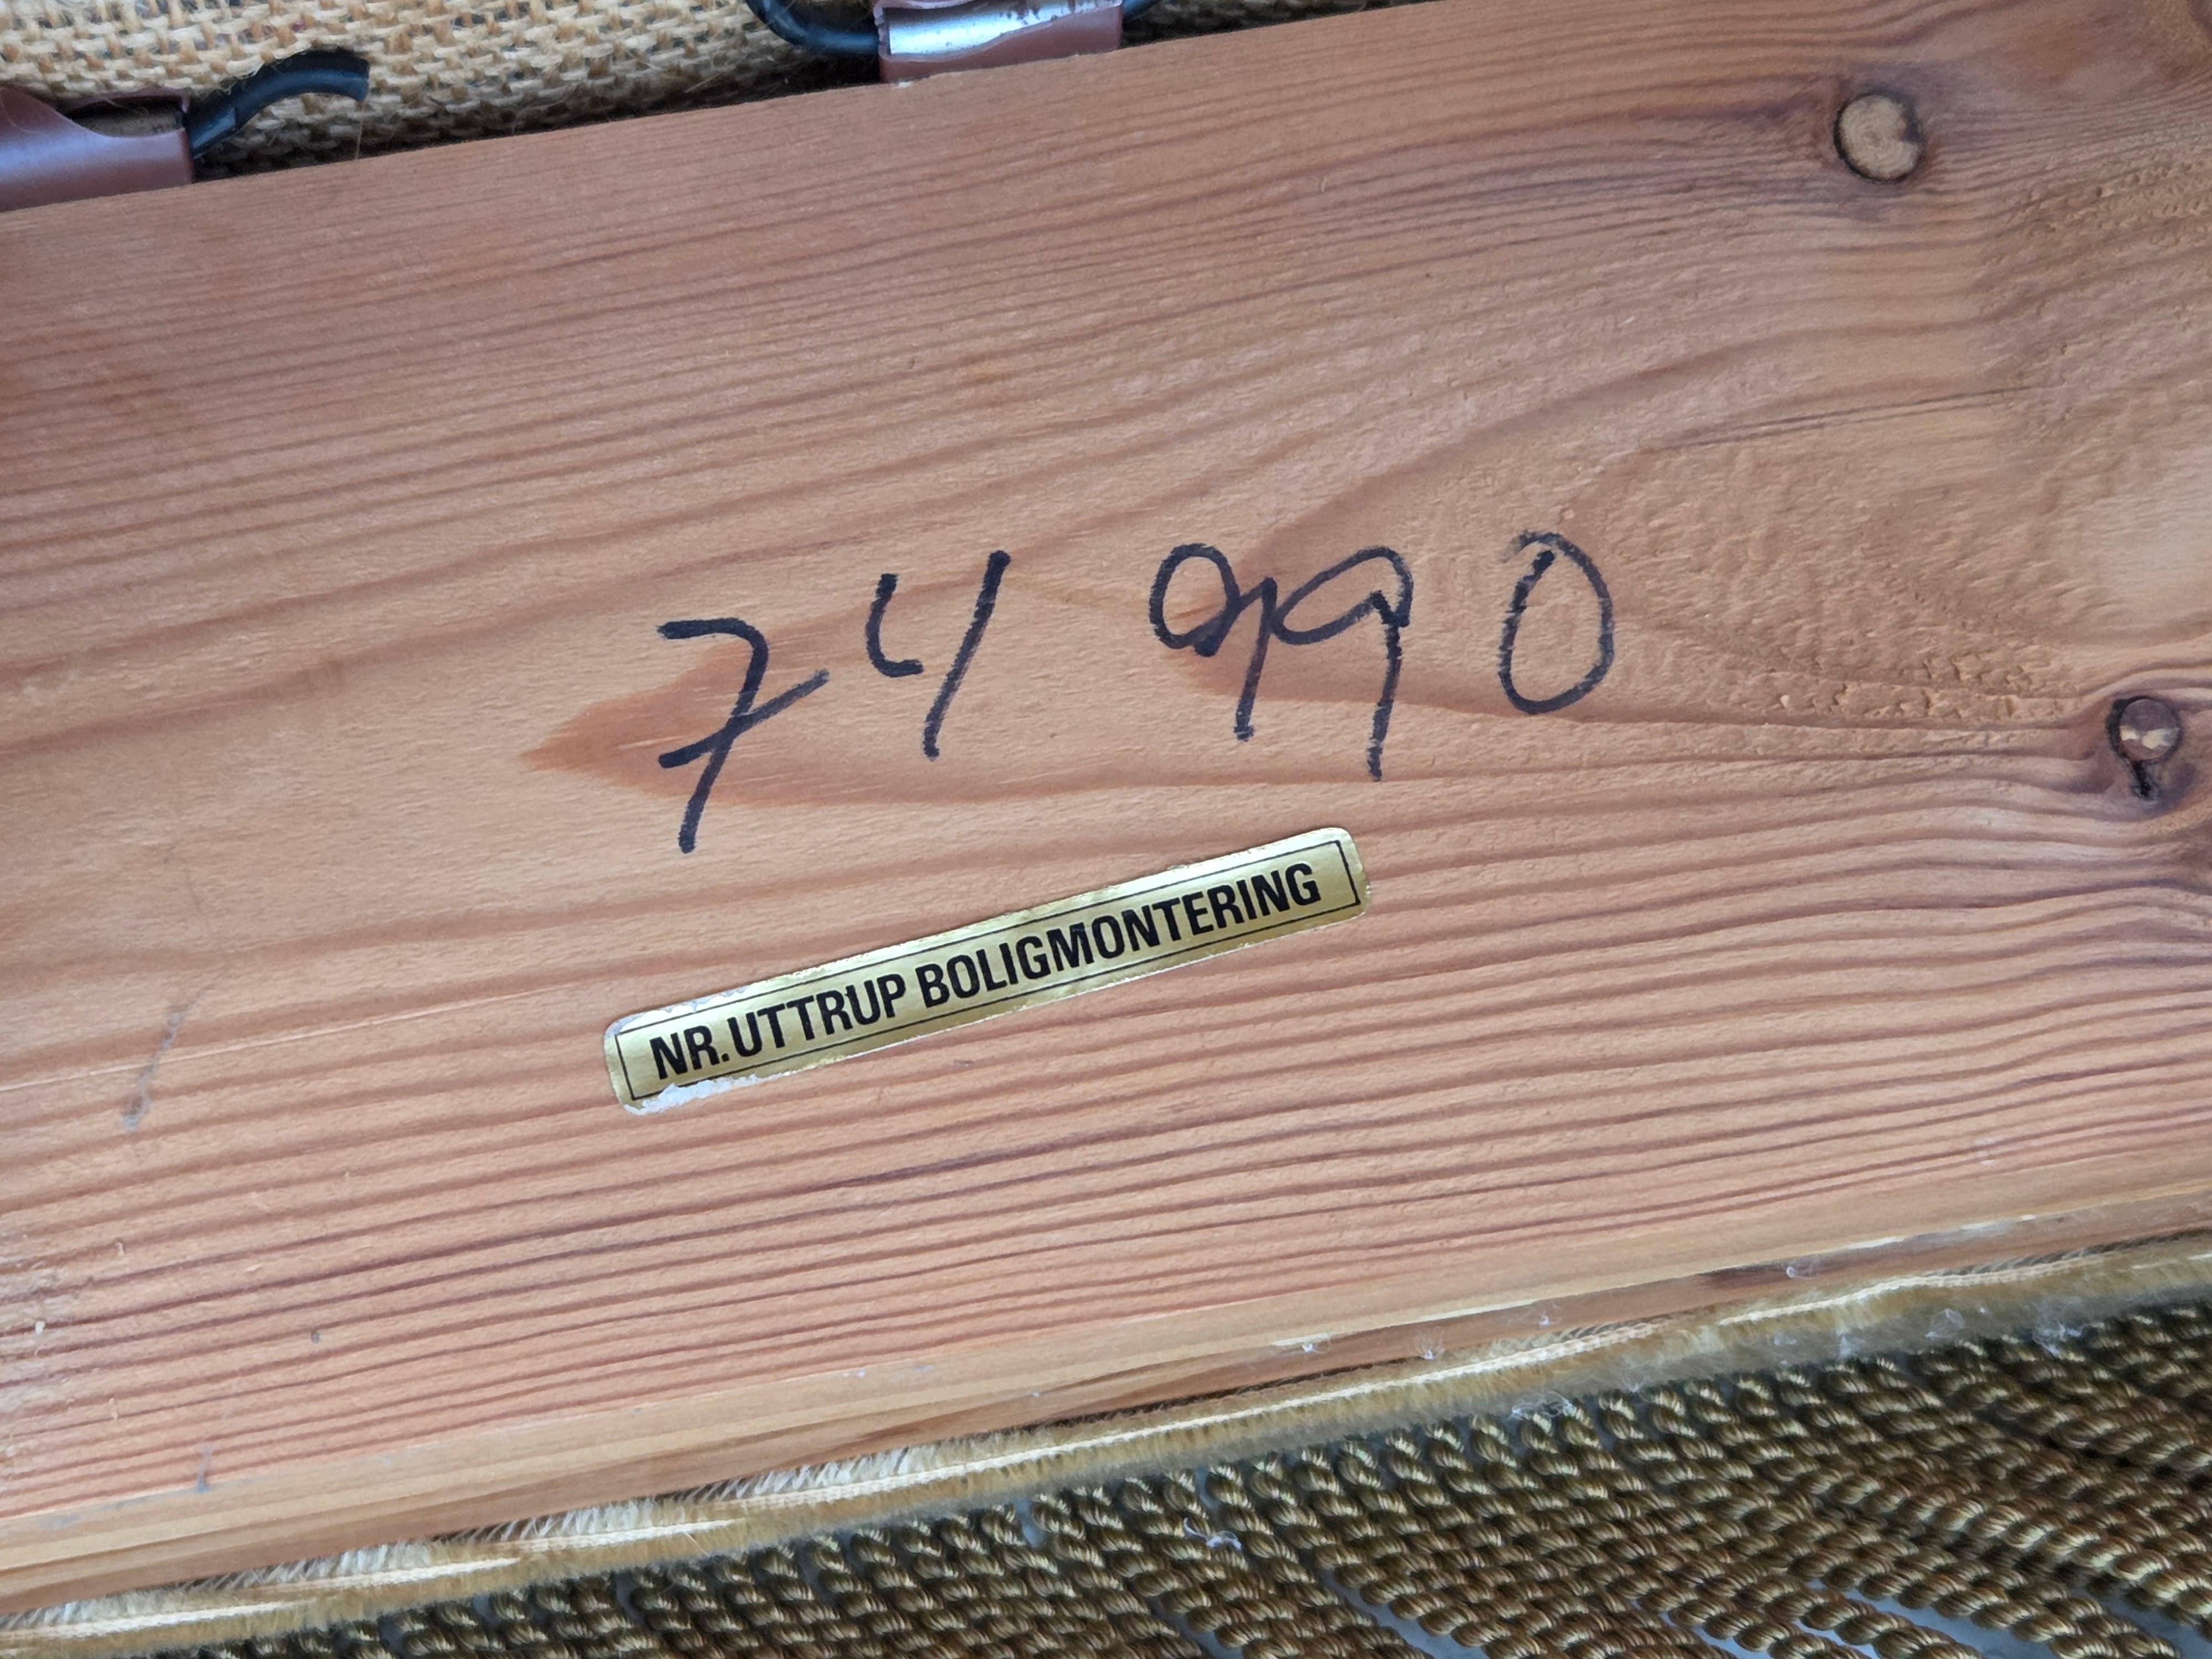 74 990
NR. UTTRUP BOLIGMONTERING